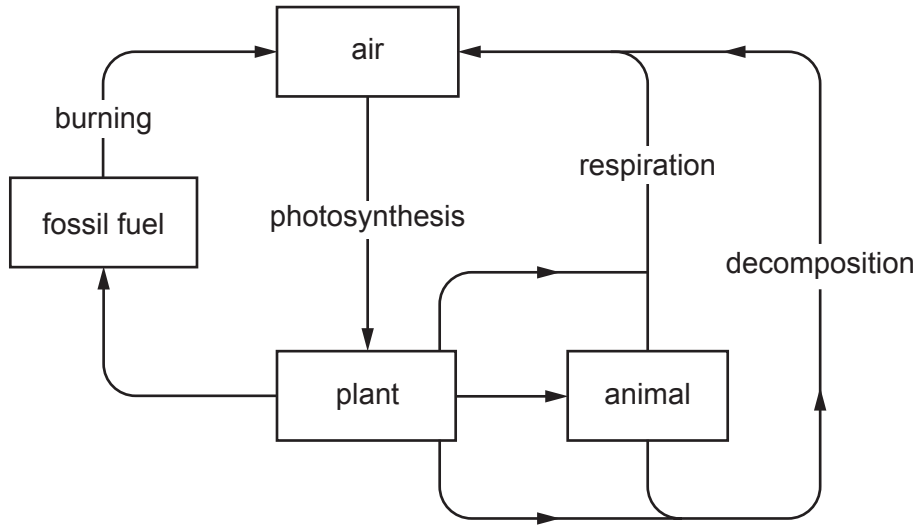 air
burning
respiration
photosynthesis
fossil fuel
decomposition
plant
animal